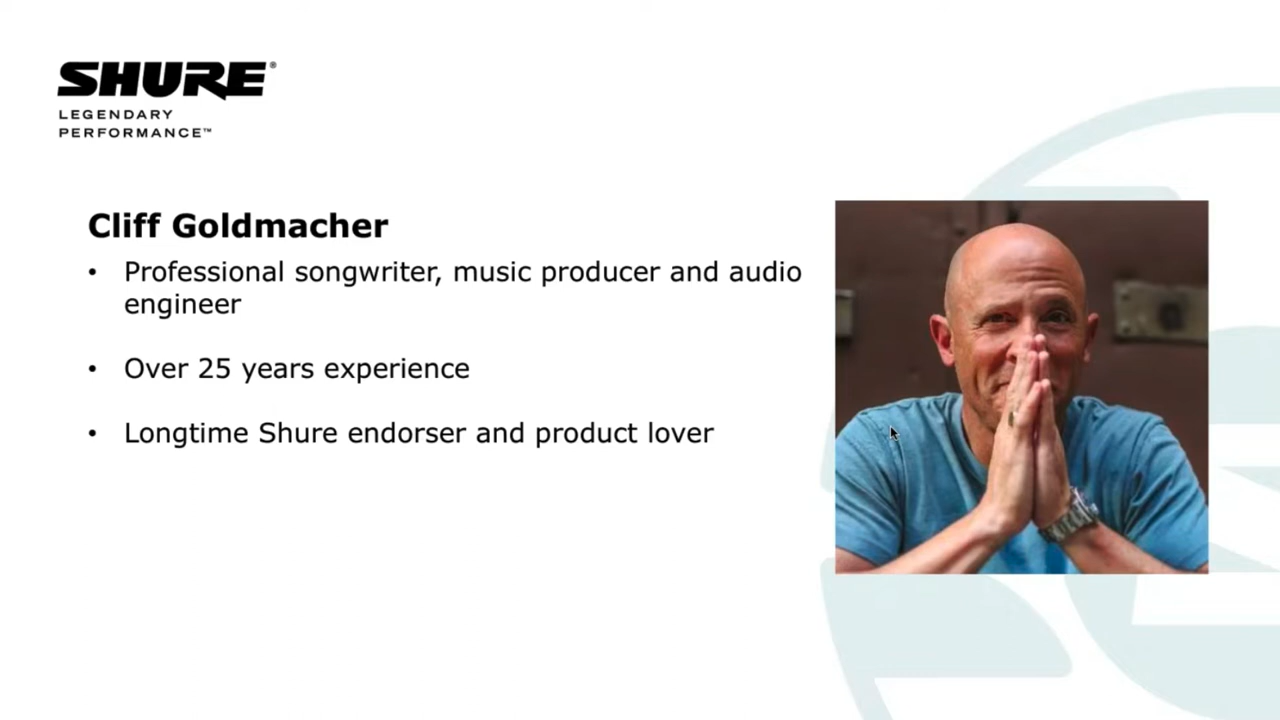 SHURE®
LEGENDARY
PERFORMANCE™
Cliff Goldmacher
• Professional songwriter, music producer and audio
engineer
• Over 25 years experience
• Longtime Shure endorser and product lover